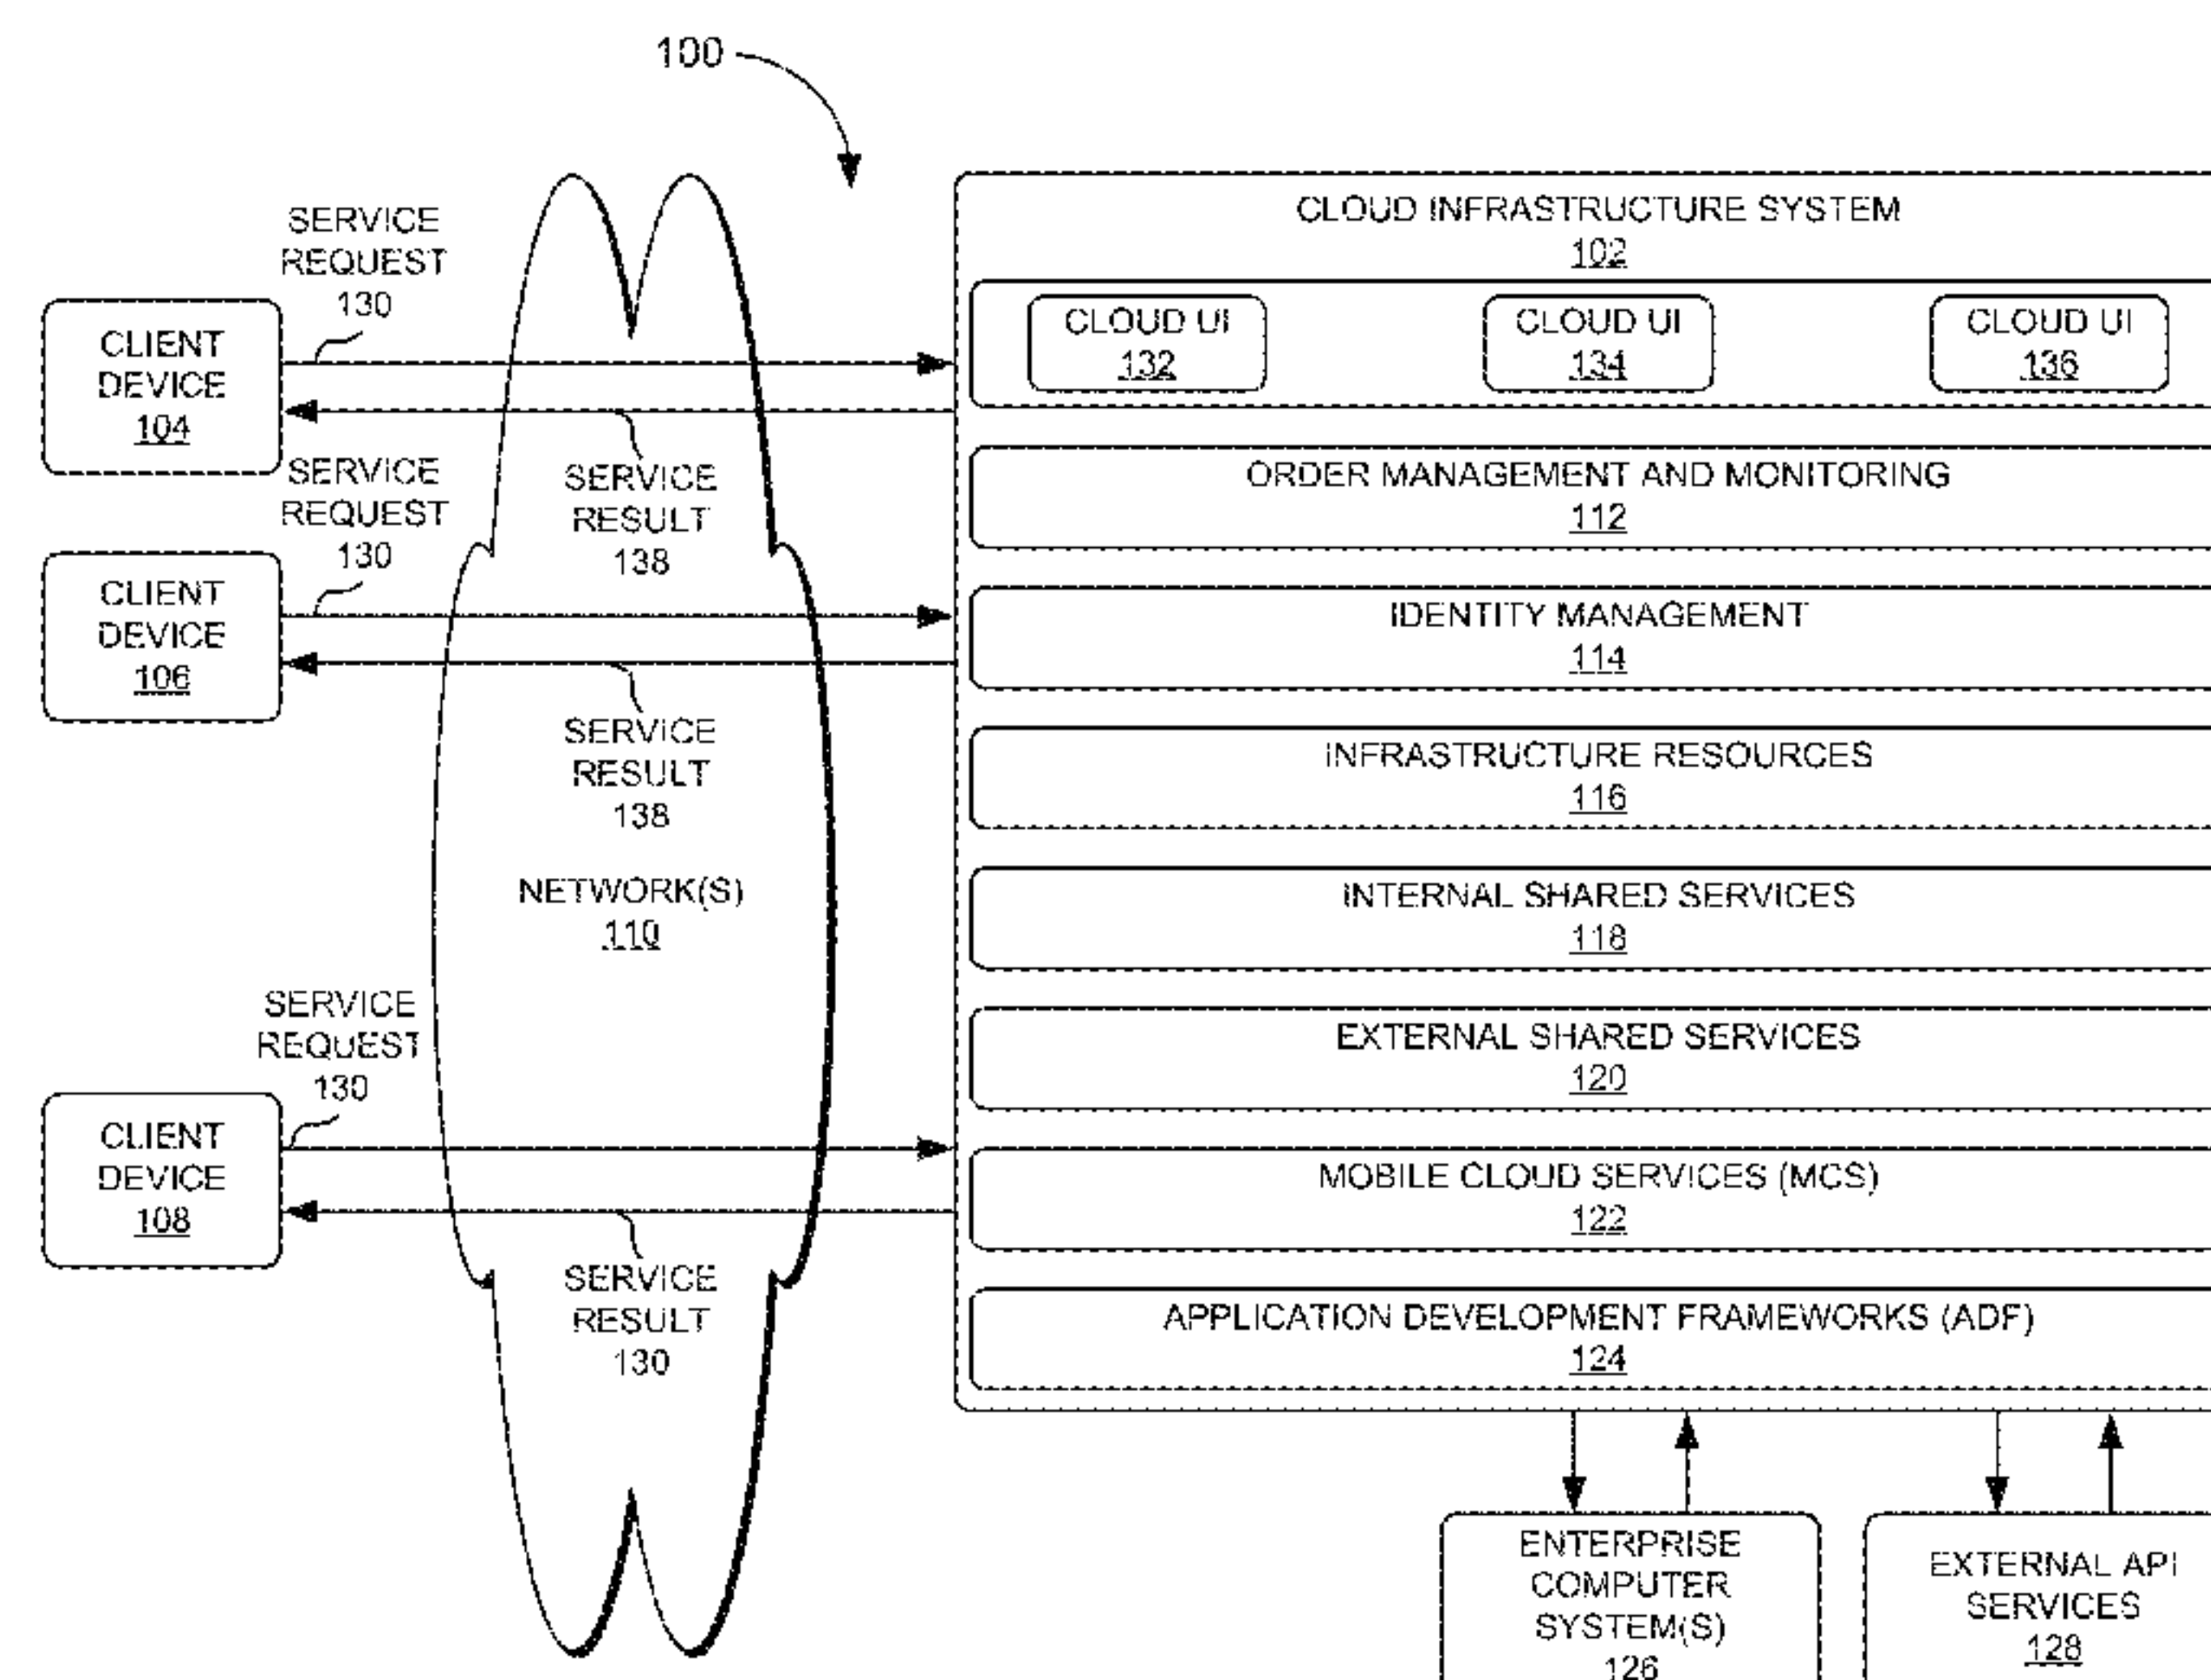 100
SERVICE
REQUEST
130
CLIENT
DEVICE
104
SERVICE
RESULT
138
SERVICE
REQUEST
130
CLIENT
DEVICE
106
SERVICE
RESULT
138
NETWORK(S)
110
SERVICE
REQUEST
130
CLIENT
DEVICE
108
SERVICE
RESULT
130
CLOUD INFRASTRUCTURE SYSTEM
102
CLOUD UI
132
CLOUD UI
134
CLOUD UI
136
ORDER MANAGEMENT AND MONITORING
112
IDENTITY MANAGEMENT
114
INFRASTRUCTURE RESOURCES
116
INTERNAL SHARED SERVICES
118
EXTERNAL SHARED SERVICES
120
MOBILE CLOUD SERVICES (MCS)
122
APPLICATION DEVELOPMENT FRAMEWORKS (ADF)
124
ENTERPRISE
COMPUTER
SYSTEM(S)
126
EXTERNAL API
SERVICES
128